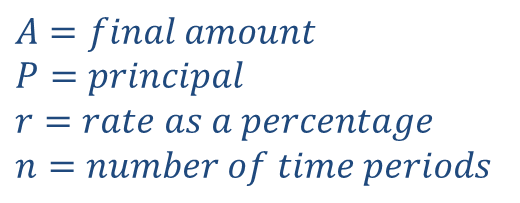 A = final amount
P = principal
r = rate as a percentage
n = number of time periods